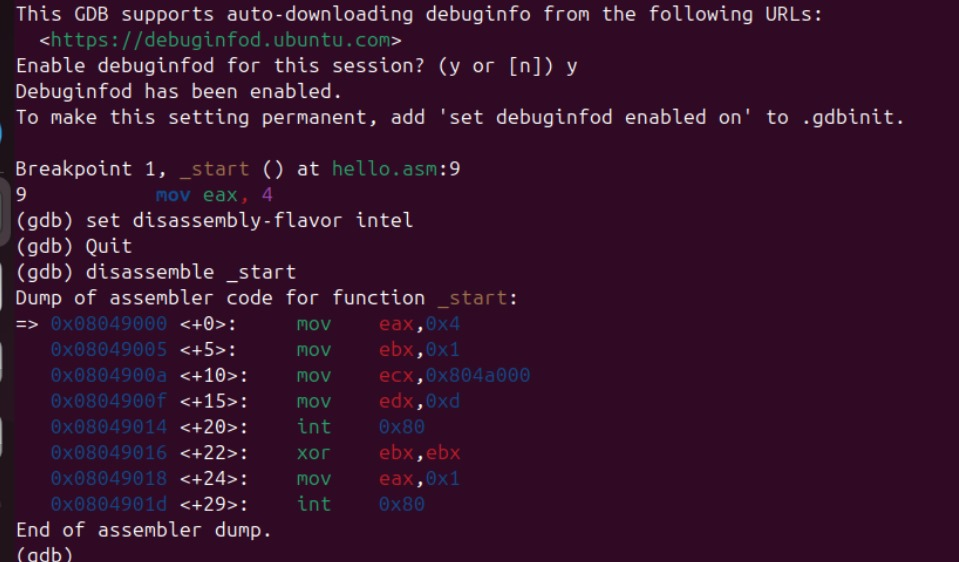 This GDB supports auto-downloading debuginfo from the following URLs:
  <https://debuginfod.ubuntu.com>
Enable debuginfod for this session? (y or [n]) y
Debuginfod has been enabled.
To make this setting permanent, add 'set debuginfod enabled on' to .gdbinit.

Breakpoint 1, _start () at hello.asm:9
9	    mov eax, 4
(gdb) set disassembly-flavor intel
(gdb) Quit
(gdb) disassemble _start
Dump of assembler code for function _start:
=> 0x08049000 <+0>:	mov    eax,0x4
   0x08049005 <+5>:	mov    ebx,0x1
   0x0804900a <+10>:	mov    ecx,0x804a000
   0x0804900f <+15>:	mov    edx,0xd
   0x08049014 <+20>:	int    0x80
   0x08049016 <+22>:	xor    ebx,ebx
   0x08049018 <+24>:	mov    eax,0x1
   0x0804901d <+29>:	int    0x80
End of assembler dump.
(gdb)